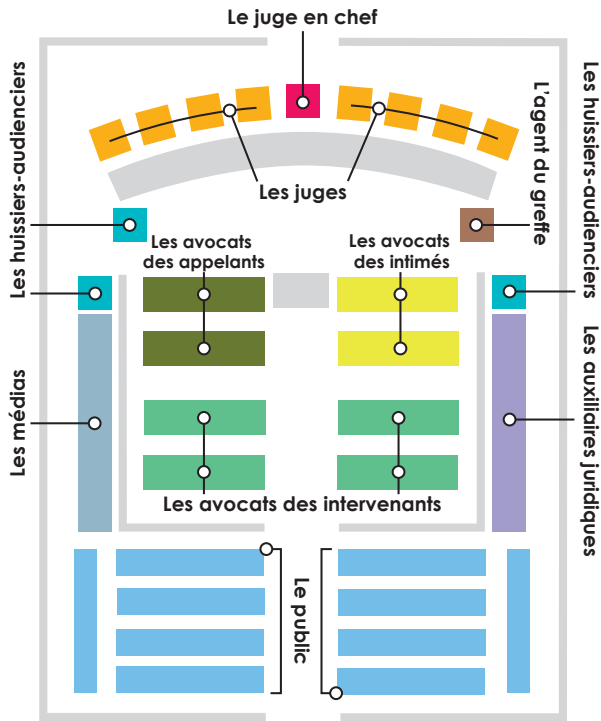 Le juge en chef
Les huissiers-audienciers
Les huissiers-audienciers
L'agent du greffe
Les juges
Les avocats
des appelants
Les avocats
des intimés
Les médias
Les auxiliaires juridiques
Les avocats des intervenants
Le public